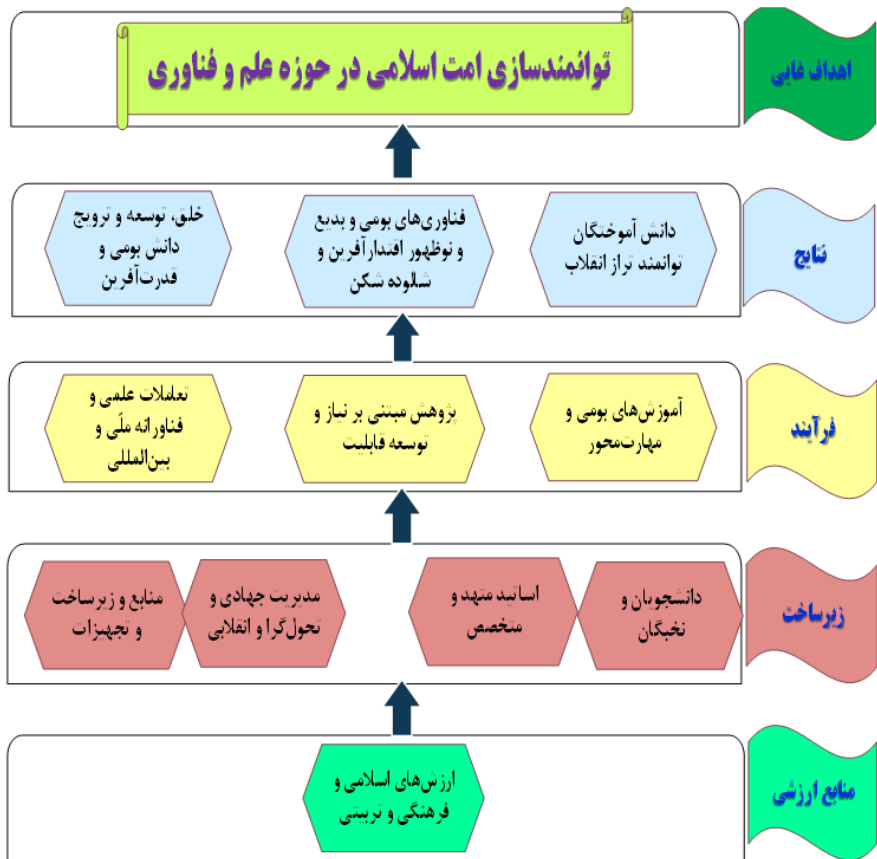 اهداف غایی
توانمندسازی امت اسلامی در حوزه علم و فناوری
نتایج
دانش آموختگان
توانمند تراز انقلاب
فناوری‌های بومی و بدیع
و نوظهور اقتدارآفرین و
شالوده شکن
خلق، توسعه و ترویج
دانش بومی و
قدرت‌آفرین
فرآیند
آموزش‌های بومی و
مهارت‌محور
پژوهش مبتنی بر نیاز و
توسعه قابلیت
تعاملات علمی و
فناورانه ملّی و
بین‌المللی
زیرساخت
دانشجویان و
نخبگان
اساتید متهد و
متخصص
مدیریت جهادی و
تحول‌گرا و انقلابی
منابع و زیرساخت
و تجهیزات
منابع ارزشی
ارزش‌های اسلامی و
فرهنگی و تربیتی